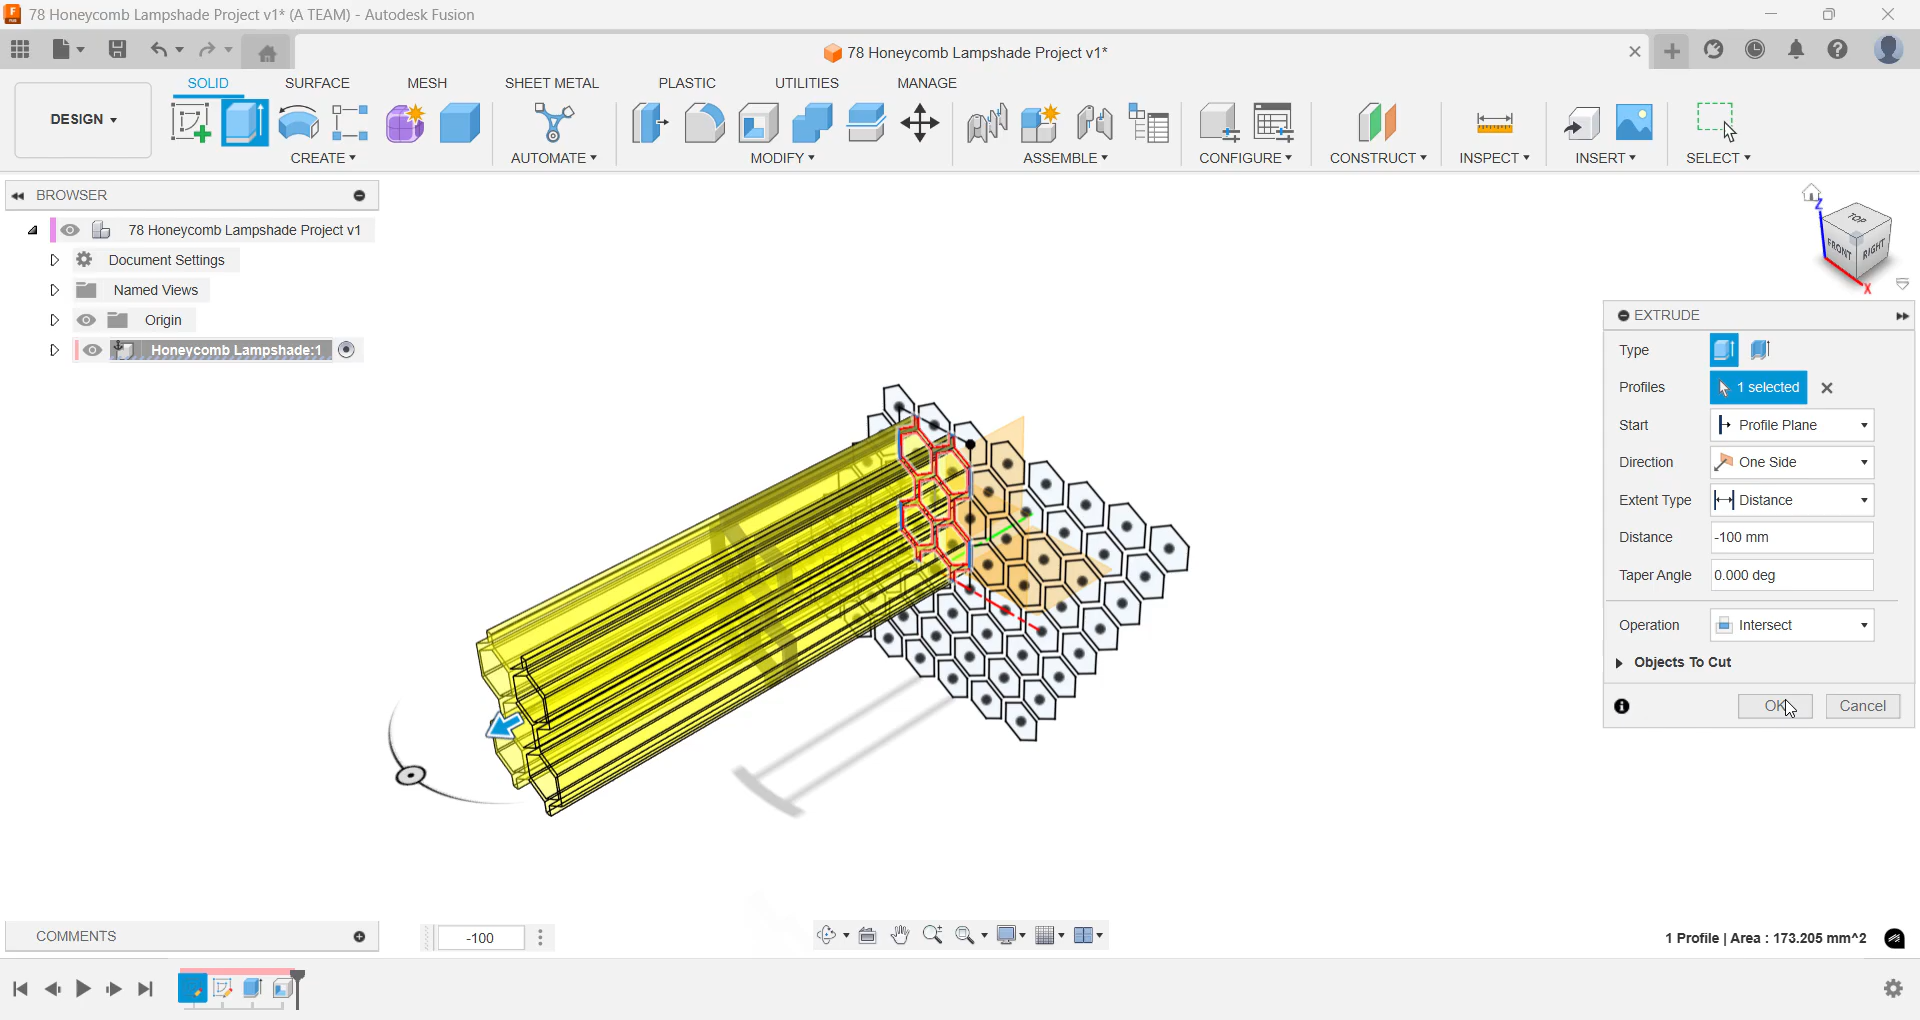 78 Honeycomb Lampshade Project v1* (A TEAM) - Autodesk Fusion
78 Honeycomb Lampshade Project v1*
SOLID SURFACE MESH SHEET METAL PLASTIC UTILITIES MANAGE
DESIGN
CREATE AUTOMATE MODIFY ASSEMBLE CONFIGURE CONSTRUCT INSPECT INSERT SELECT
BROWSER
78 Honeycomb Lampshade Project v1
Document Settings
Named Views
Origin
Honeycomb Lampshade:1
Z
TOP
FRONT
RIGHT
X
EXTRUDE
Type
Profiles 1 selected
Start Profile Plane
Direction One Side
Extent Type Distance
Distance -100 mm
Taper Angle 0.000 deg
Operation Intersect
Objects To Cut
OK Cancel
COMMENTS
-100
1 Profile | Area : 173.205 mm^2